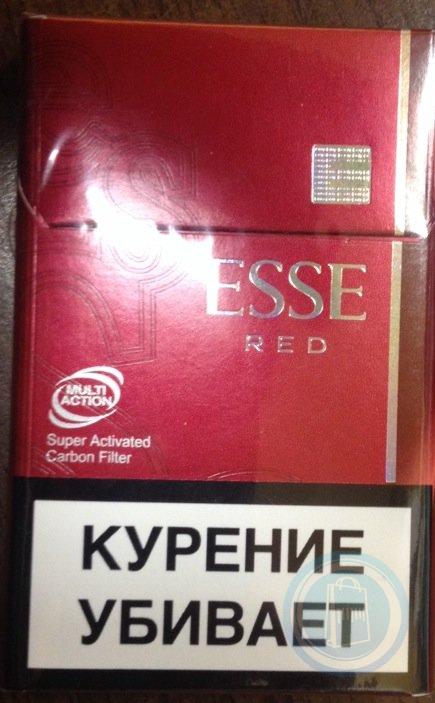 ESSE
RED
MULTI
ACTION
Super Activated
Carbon Filter
КУРЕНИЕ
УБИВАЕТ